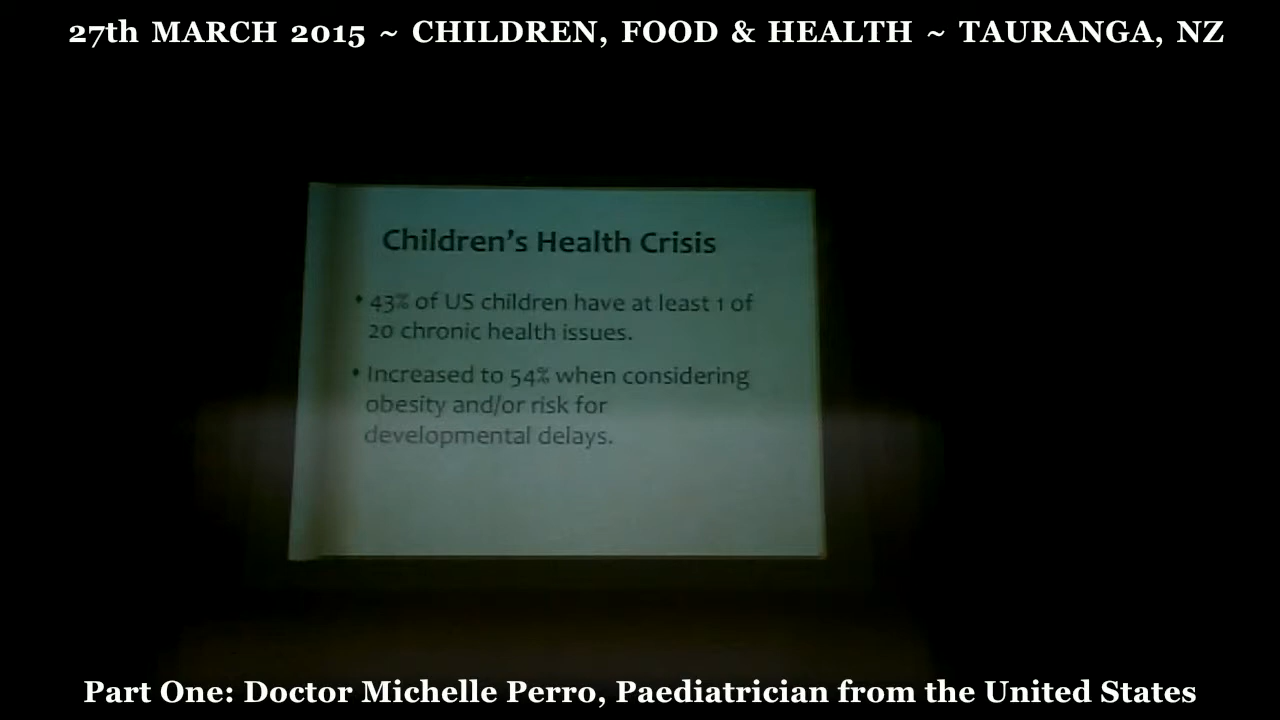 27th MARCH 2015 ~ CHILDREN, FOOD & HEALTH ~ TAURANGA, NZ
Children's Health Crisis
• 43% of US children have at least 1 of
20 chronic health issues.
• Increased to 54% when considering
obesity and/or risk for
developmental delays.
Part One: Doctor Michelle Perro, Paediatrician from the United States